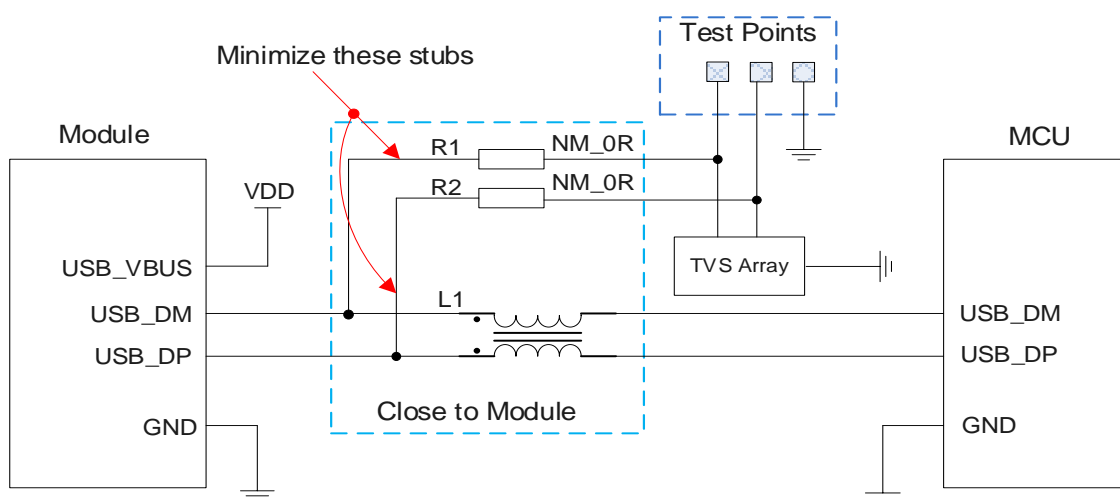 Test Points
Minimize these stubs
Module
MCU
R1
NM_0R
R2
NM_0R
VDD
TVS Array
USB_VBUS
L1
USB_DM
USB_DM
USB_DP
USB_DP
Close to Module
GND
GND